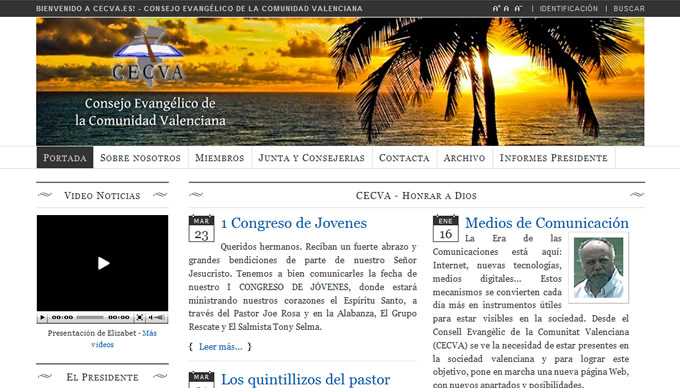 BIENVENIDO A CECVA.ES! - CONSEJO EVANGÉLICO DE LA COMUNIDAD VALENCIANA
A+ A A- | IDENTIFICACIÓN | BUSCAR
CECVA
Consejo Evangélico de
la Comunidad Valenciana
PORTADA SOBRE NOSOTROS MIEMBROS JUNTA Y CONSEJERIAS CONTACTA ARCHIVO INFORMES PRESIDENTE
VIDEO NOTICIAS
00:00 00:00
Presentación de Elizabet - Más
videos
EL PRESIDENTE
CECVA - HONRAR A DIOS
MAR
23
1 Congreso de Jovenes
Queridos hermanos. Reciban un fuerte abrazo y
grandes bendiciones de parte de nuestro Señor
Jesucristo. Tenemos a bien comunicarles la fecha de
nuestro I CONGRESO DE JÓVENES, donde estará
ministrando nuestros corazones el Espíritu Santo, a
través del Pastor Joe Rosa y en la Alabanza, El Grupo
Rescate y El Salmista Tony Selma.
{ Leer más... }
MAR
Los quintillizos del pastor
ENE
16
Medios de Comunicación
La Era de las
Comunicaciones está aquí:
Internet, nuevas tecnologías,
medios digitales... Estos
mecanismos se convierten cada
día más en instrumentos útiles
para estar visibles en la sociedad. Desde el
Consell Evangèlic de la Comunitat Valenciana
(CECVA) se ve la necesidad de estar presentes en
la sociedad valenciana y para lograr este
objetivo, pone en marcha una nueva página Web,
con nuevos apartados y posibilidades.